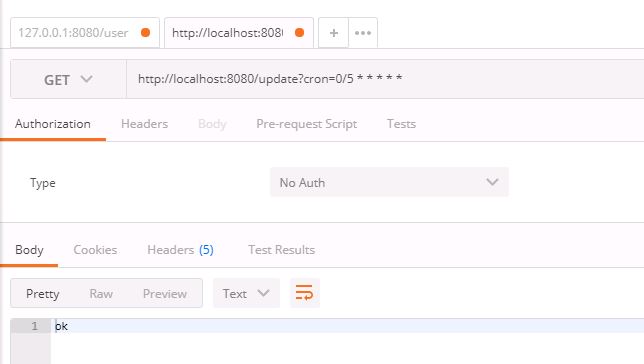 127.0.0.1:8080/user http://localhost:808
GET http://localhost:8080/update?cron=0/5 * * * * *
Authorization Headers Body Pre-request Script Tests
Type No Auth
Body Cookies Headers (5) Test Results
Pretty Raw Preview Text
1 ok